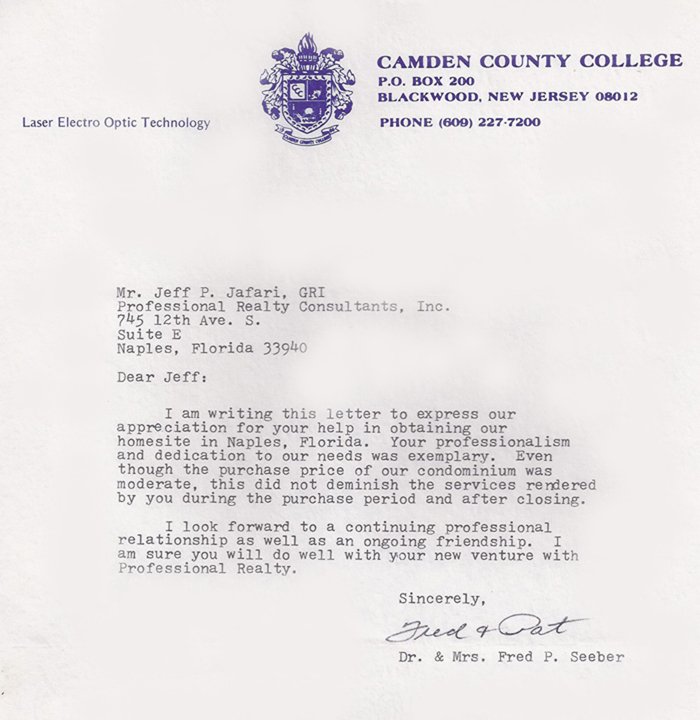 CAMDEN COUNTY COLLEGE
P.O. BOX 200
BLACKWOOD, NEW JERSEY 08012
PHONE (609) 227-7200
Laser Electro Optic Technology
CC
CAMDEN COUNTY COLLEGE
Mr. Jeff P. Jafari, GRI
Professional Realty Consultants, Inc.
745 12th Ave. S.
Suite E
Naples, Florida 33940
Dear Jeff:
I am writing this letter to express our
appreciation for your help in obtaining our
homesite in Naples, Florida. Your professionalism
and dedication to our needs was exemplary. Even
though the purchase price of our condominium was
moderate, this did not deminish the services rendered
by you during the purchase period and after closing.
I look forward to a continuing professional
relationship as well as an ongoing friendship. I
am sure you will do well with your new venture with
Professional Realty.
Sincerely,
Fred & Pat
Dr. & Mrs. Fred P. Seeber